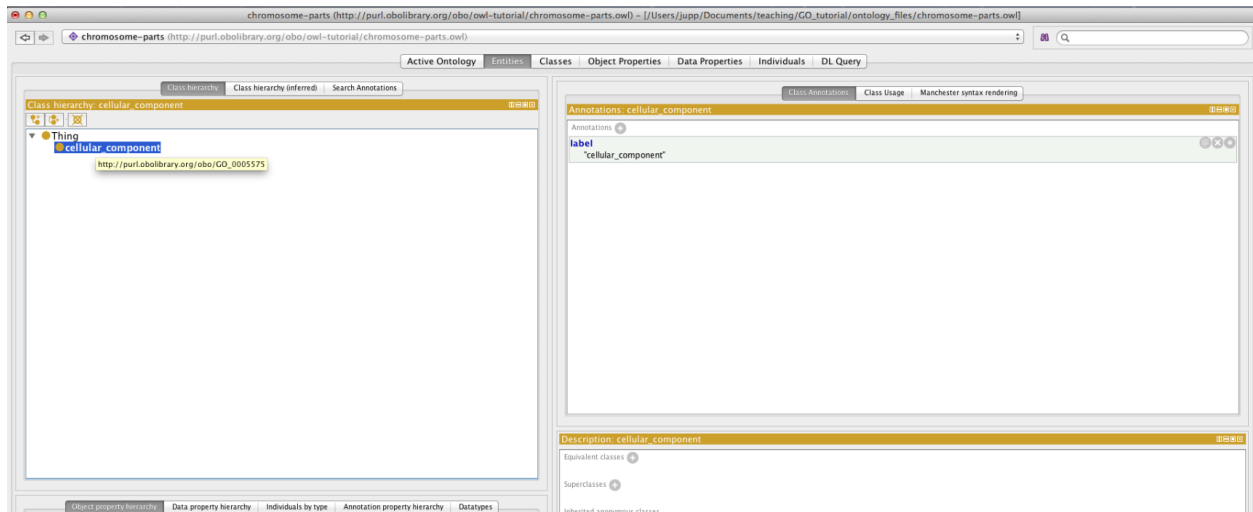 chromosome-parts (http://purl.obolibrary.org/obo/owl-tutorial/chromosome-parts.owl) – [/Users/jupp/Documents/teaching/GO_tutorial/ontology_files/chromosome-parts.owl]
chromosome-parts (http://purl.obolibrary.org/obo/owl-tutorial/chromosome-parts.owl)
Active Ontology Entities Classes Object Properties Data Properties Individuals DL Query
Class hierarchy Class hierarchy (inferred) Search Annotations
Class hierarchy: cellular_component
Thing
cellular_component
http://purl.obolibrary.org/obo/GO_0005575
Object property hierarchy Data property hierarchy Individuals by type Annotation property hierarchy Datatypes
Class Annotations Class Usage Manchester syntax rendering
Annotations: cellular_component
Annotations
label
"cellular_component"
Description: cellular_component
Equivalent classes
Superclasses
Inherited anonymous classes